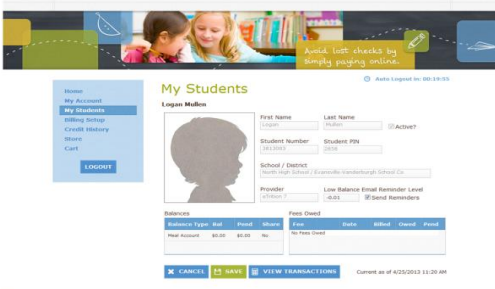 Avoid lost checks by
simply paying online.
Auto Logout in: 00:19:55
Home
My Account
My Students
Billing Setup
Credit History
Store
Cart
LOGOUT
My Students
Logan Mullen
First Name
Last Name
Logan
Mullen
Active?
Student Number
Student PIN
School / District
North High School / Evansville-Vanderburgh School Co
Provider
Low Balance Email Reminder Level
-0.01
Send Reminders
Balances
Fees Owed
Balance Type Bal Pend Share
Fee Date Billed Owed Pend
Meal Account $0.00 $0.00 No
No Fees Owed
CANCEL
SAVE
VIEW TRANSACTIONS
Current as of 4/25/2013 11:20 AM